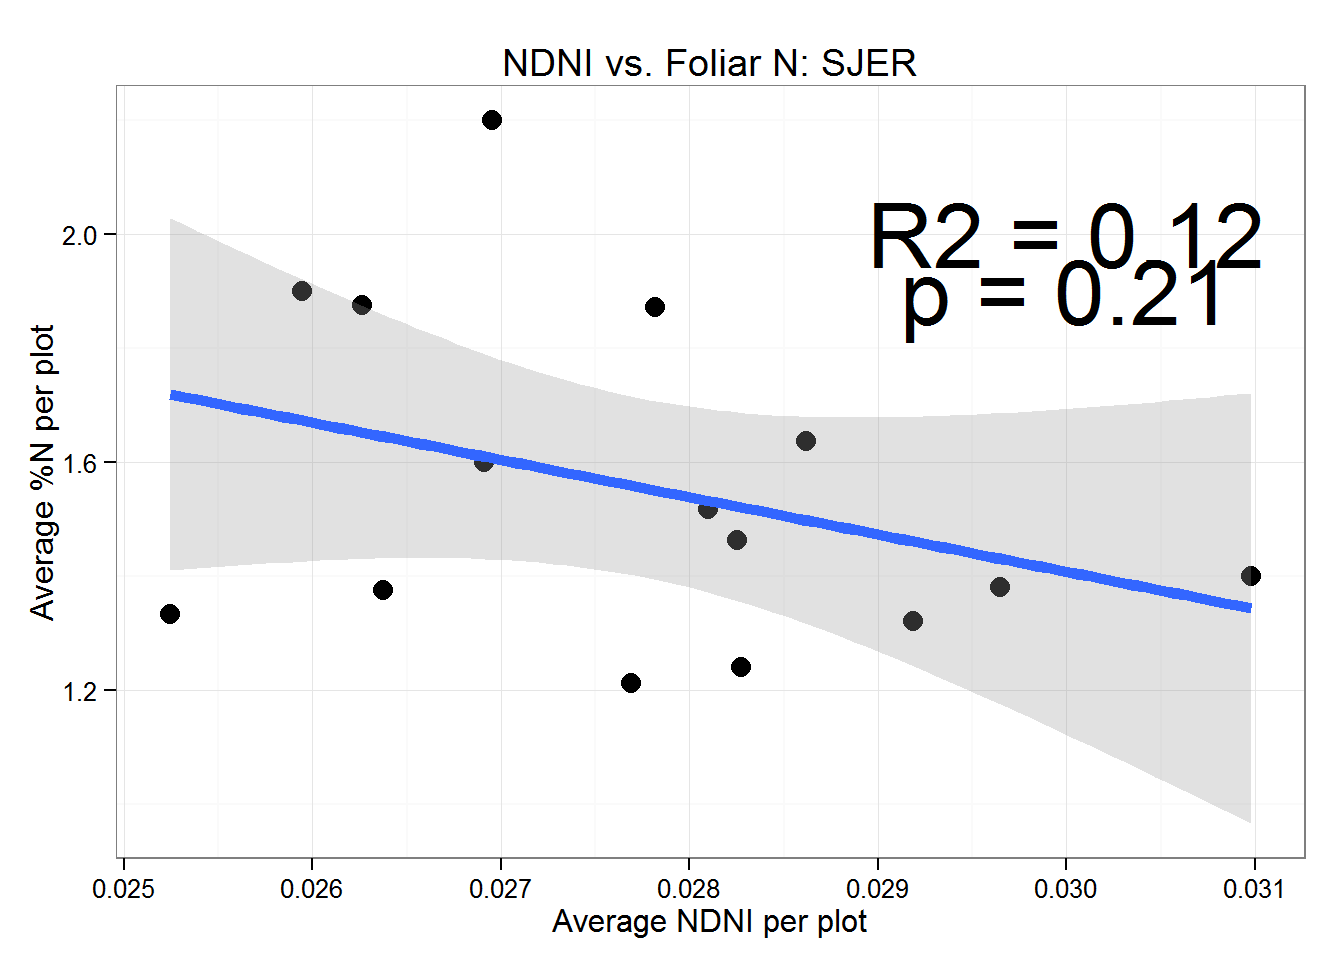 NDNI vs. Foliar N: SJER
R2 = 0.12
p = 0.21
Average %N per plot
2.0
1.6
1.2
0.025 0.026 0.027 0.028 0.029 0.030 0.031
Average NDNI per plot